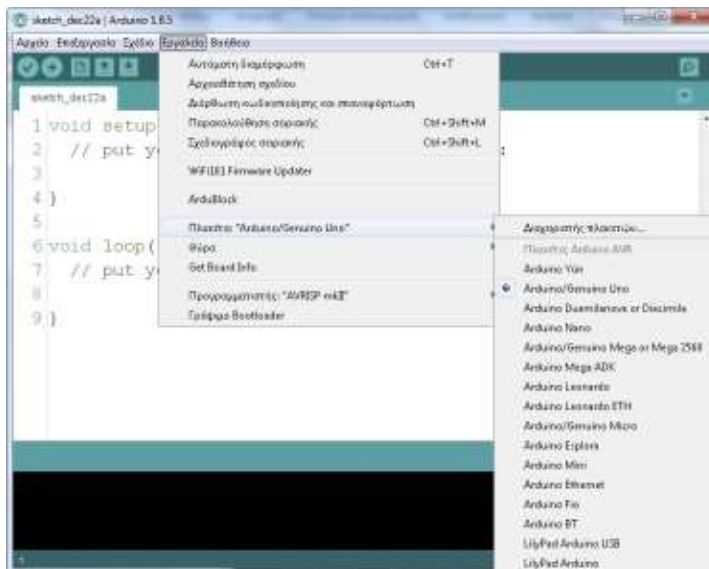 sketch_dec22a | Arduino 1.8.5
Αρχείο Επεξεργασία Σχέδιο Εργαλεία Βοήθεια
sketch_dec22a
Αυτόματη διαμόρφωση Ctrl+T
Αρχειοθέτηση σχεδίου
Διόρθωση κωδικοποίησης και επαναφόρτωση
Παρακολούθηση σειριακής Ctrl+Shift+M
Σχεδιογράφος σειριακής Ctrl+Shift+L
WiFi101 Firmware Updater
ArduBlock
Πλακέτα: "Arduino/Genuino Uno"
Θύρα
Get Board Info
Προγραμματιστής: "AVRISP mkII"
Γράψιμο Bootloader
1 void setup
2 // put yo :
3
4 }
5
6 void loop(
7 // put yo
8
9 }
Διαχειριστής πλακετών...
Πλακέτες Arduino AVR
Arduino Yún
Arduino/Genuino Uno
Arduino Duemilanove or Diecimila
Arduino Nano
Arduino/Genuino Mega or Mega 2560
Arduino Mega ADK
Arduino Leonardo
Arduino Leonardo ETH
Arduino/Genuino Micro
Arduino Esplora
Arduino Mini
Arduino Ethernet
Arduino Fio
Arduino BT
LilyPad Arduino USB
LilyPad Arduino